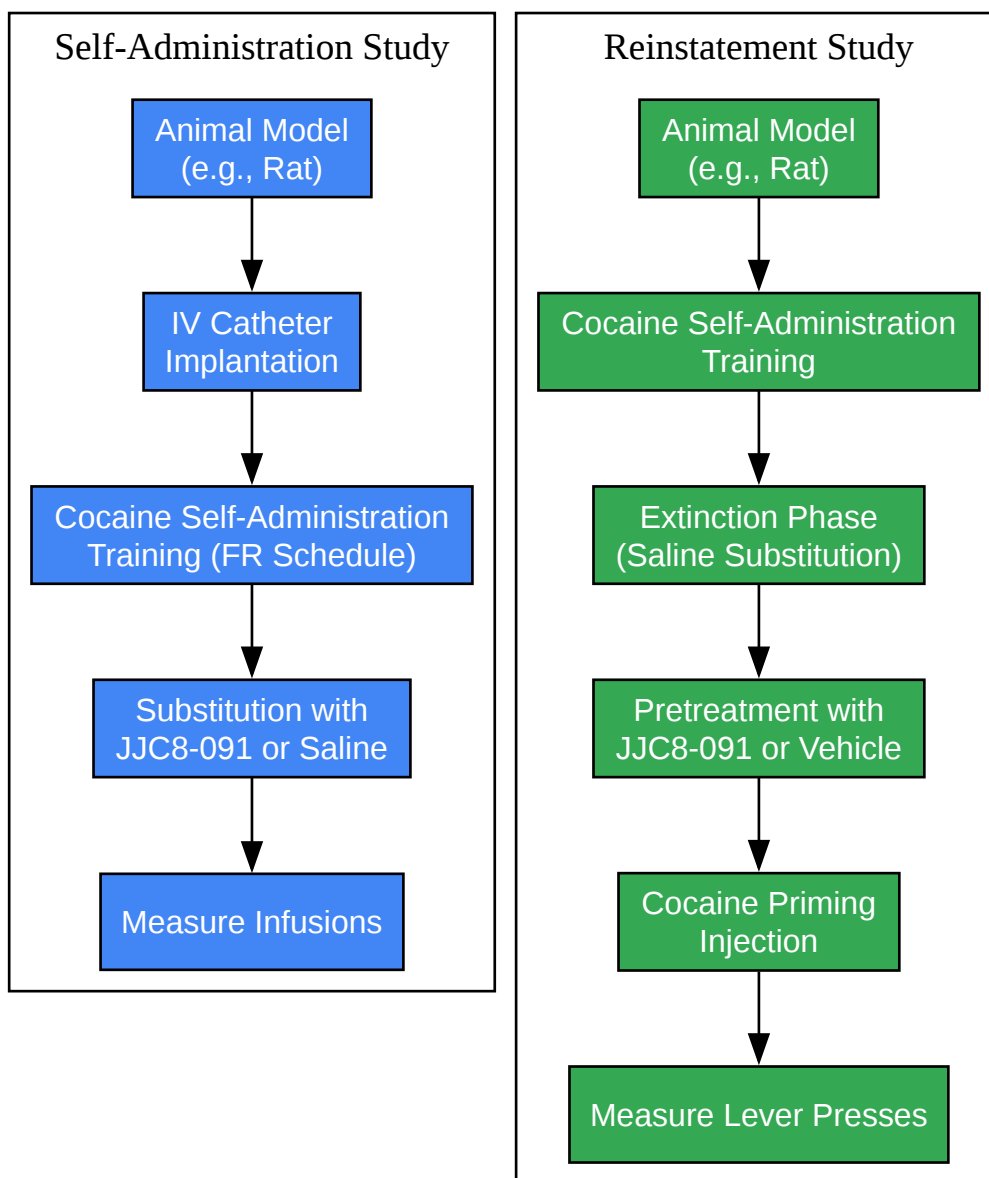 Self-Administration Study
Animal Model
(e.g., Rat)
IV Catheter
Implantation
Cocaine Self-Administration
Training (FR Schedule)
Substitution with
JJC8-091 or Saline
Measure Infusions
Reinstatement Study
Animal Model
(e.g., Rat)
Cocaine Self-Administration
Training
Extinction Phase
(Saline Substitution)
Pretreatment with
JJC8-091 or Vehicle
Cocaine Priming
Injection
Measure Lever Presses